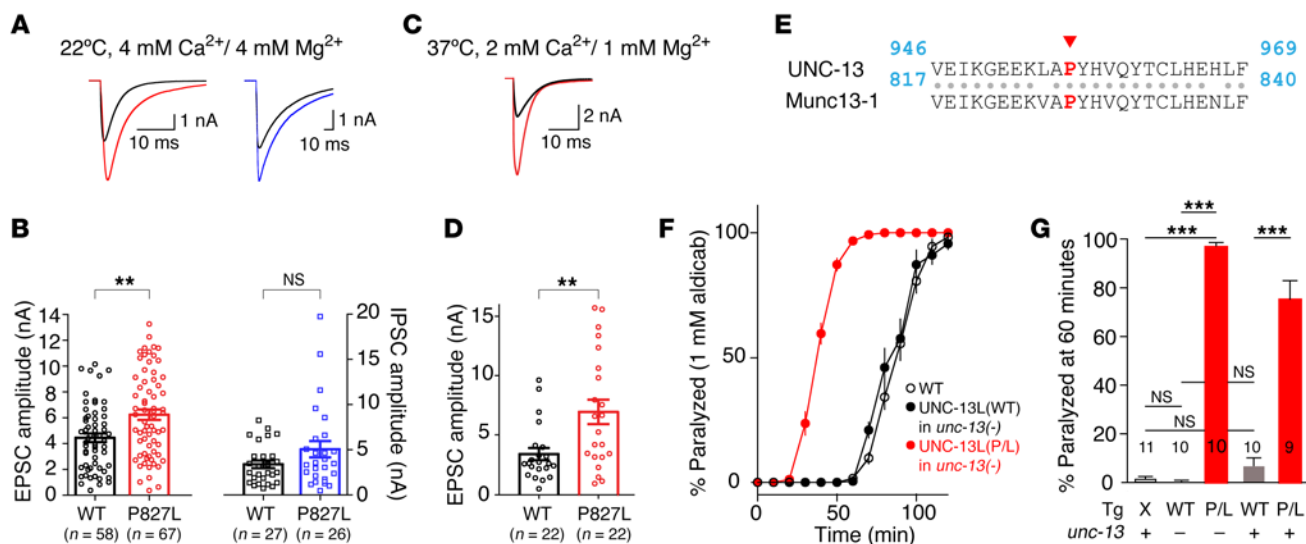 A
22ºC, 4 mM Ca2+/ 4 mM Mg2+
1 nA
10 ms
1 nA
10 ms
C
37ºC, 2 mM Ca2+/ 1 mM Mg2+
2 nA
10 ms
E
946 969
UNC-13 VEIKGEEKLAPYHVQYTCLHEHLF
817 840
Munc13-1 VEIKGEEKVAPYHVQYTCLHENLF
B
EPSC amplitude (nA)
14
12
10
8
6
4
2
0
**
WT P827L
(n = 58) (n = 67)
NS
20
15
10
5
0
IPSC amplitude (nA)
WT P827L
(n = 27) (n = 26)
D
EPSC amplitude (nA)
15
10
5
0
**
WT P827L
(n = 22) (n = 22)
F
% Paralyzed (1 mM aldicab)
100
50
0
WT
UNC-13L(WT)
in unc-13(-)
UNC-13L(P/L)
in unc-13(-)
0 100
Time (min)
G
% Paralyzed at 60 minutes
100
80
60
40
20
0
***
*** ***
NS
NS
NS
11 10 10 10 9
Tg X WT P/L WT P/L
unc-13 + – – + +